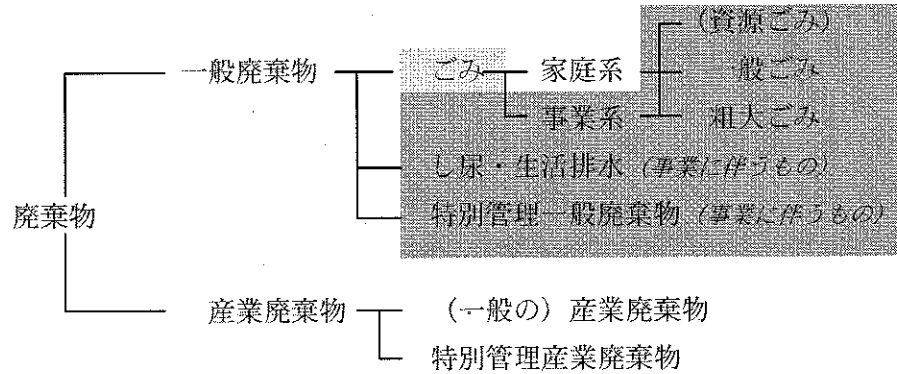 (資源ごみ)
一般廃棄物 ごみ 家庭系 一般ごみ
事業系 粗大ごみ
し尿・生活排水 (事業に伴うもの)
廃棄物 特別管理一般廃棄物 (事業に伴うもの)
産業廃棄物 (一般の) 産業廃棄物
特別管理産業廃棄物